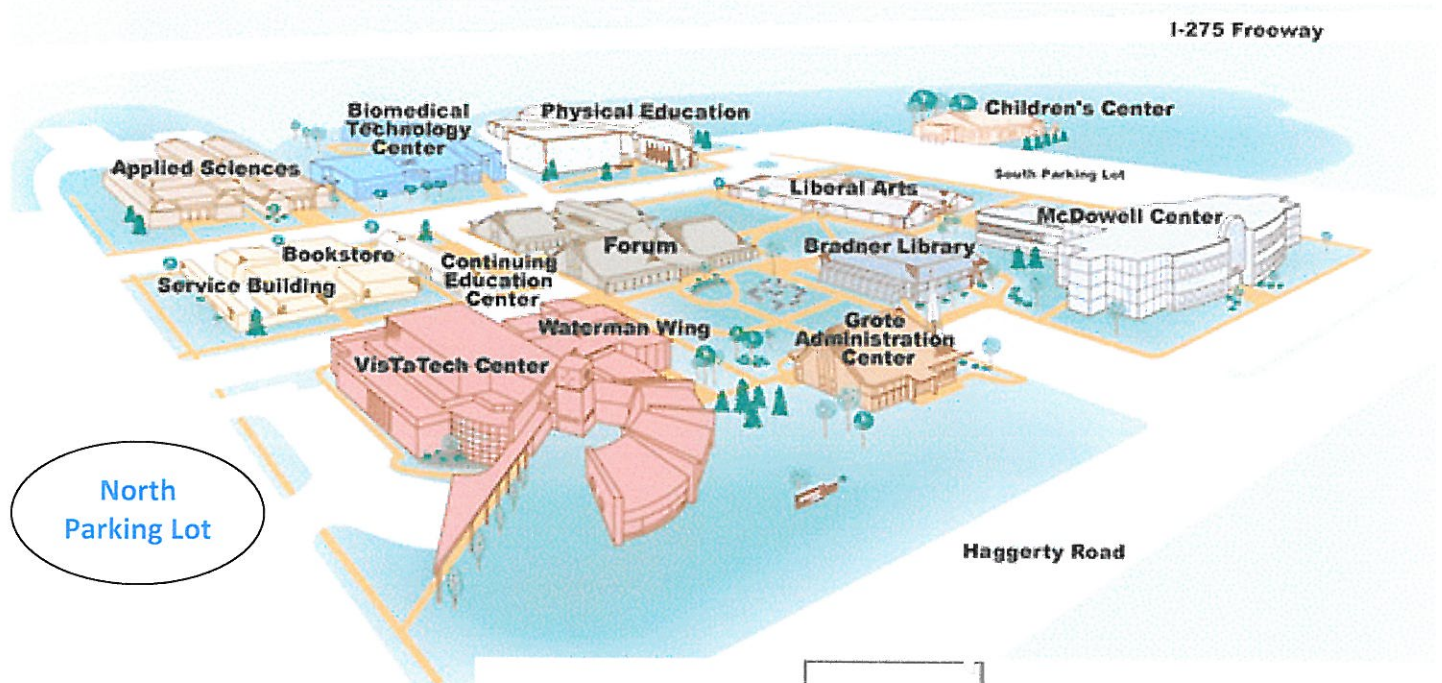 I-275 Freeway
Biomedical
Technology
Center
Physical Education
Children's Center
Applied Sciences
South Parking Lot
Liberal Arts
McDowell Center
Bookstore
Forum
Bradner Library
Continuing
Education
Center
Service Building
Waterman Wing
Grote
Administration
Center
VisTaTech Center
North
Parking Lot
Haggerty Road